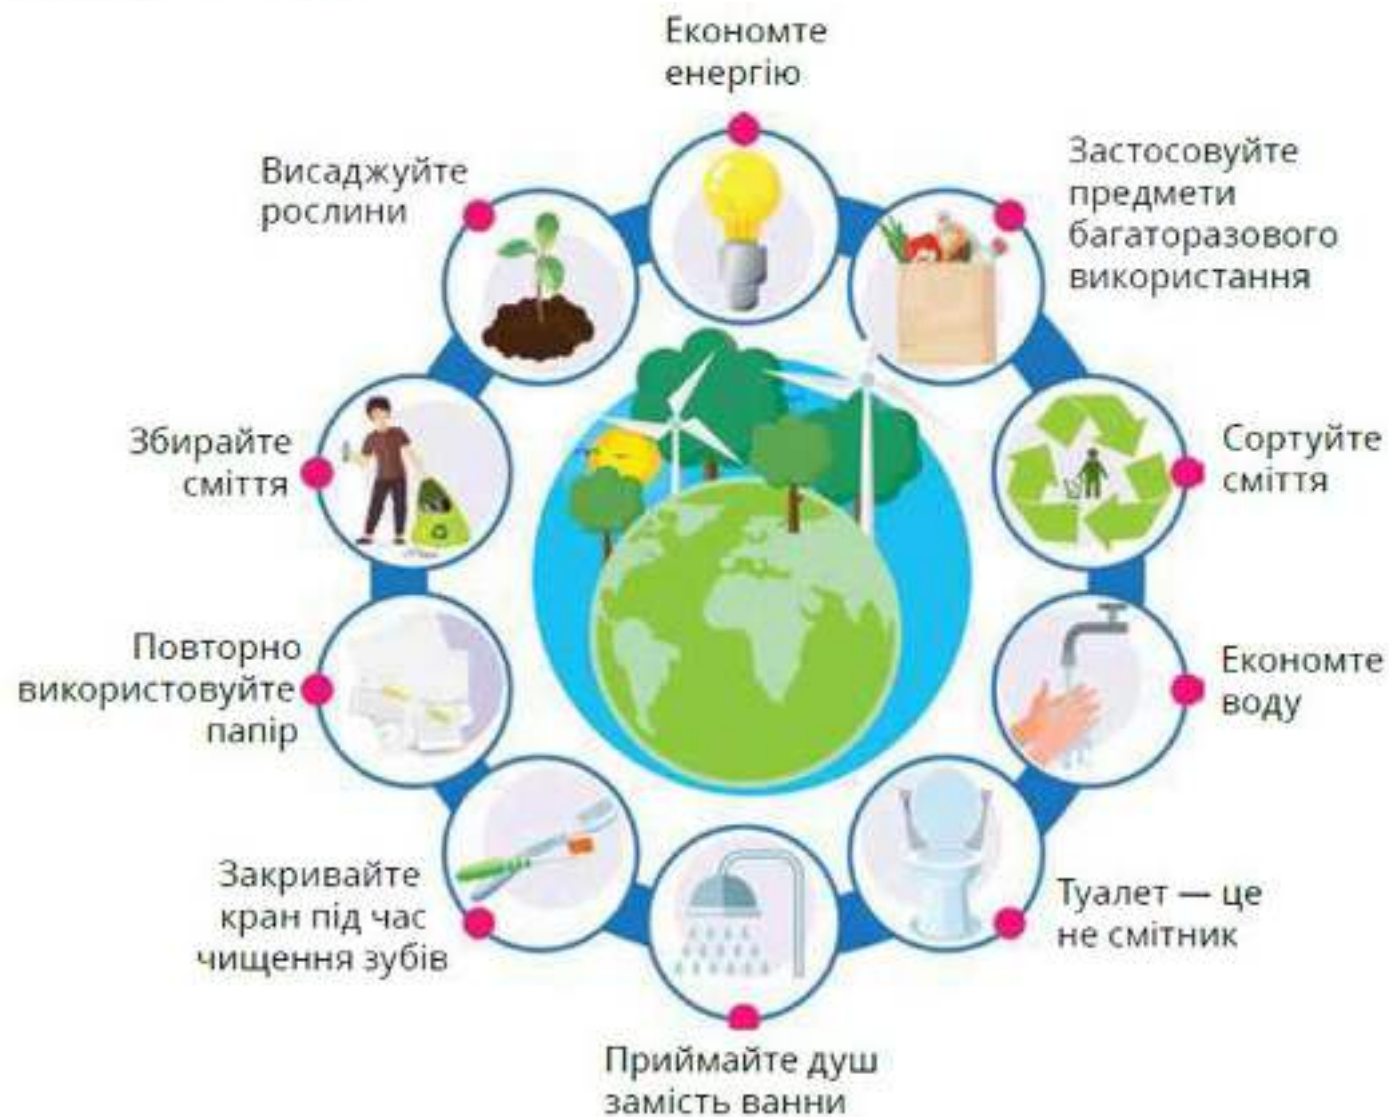 Економте
енергію
Застосовуйте
предмети
багаторазового
використання
Сортуйте
сміття
Економте
воду
Туалет — це
не смітник
Приймайте душ
замість ванни
Закривайте
кран під час
чищення зубів
Повторно
використовуйте
папір
Збирайте
сміття
Висаджуйте
рослини